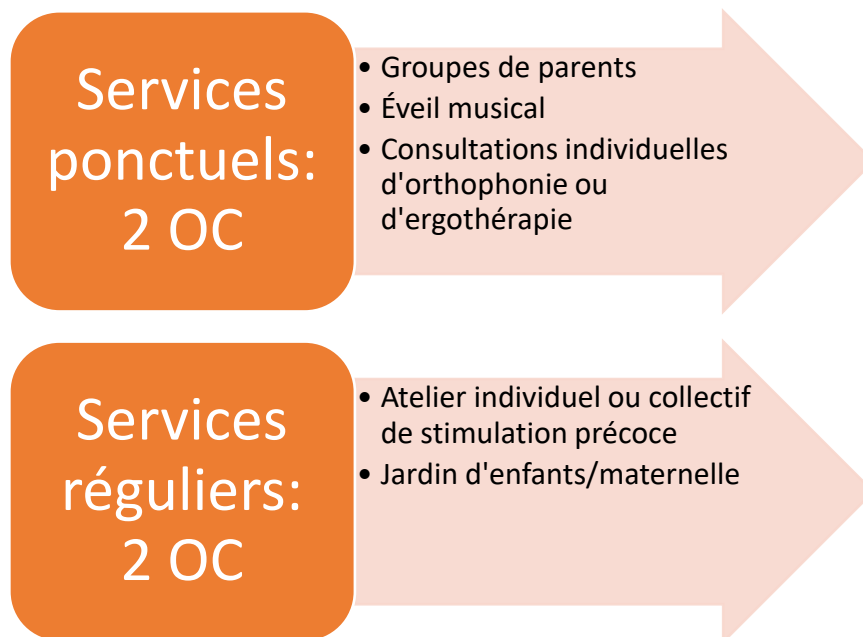 Services
ponctuels:
2 OC
• Groupes de parents
• Éveil musical
• Consultations individuelles
d'orthophonie ou
d'ergothérapie
Services
réguliers:
2 OC
• Atelier individuel ou collectif
de stimulation précoce
• Jardin d'enfants/maternelle